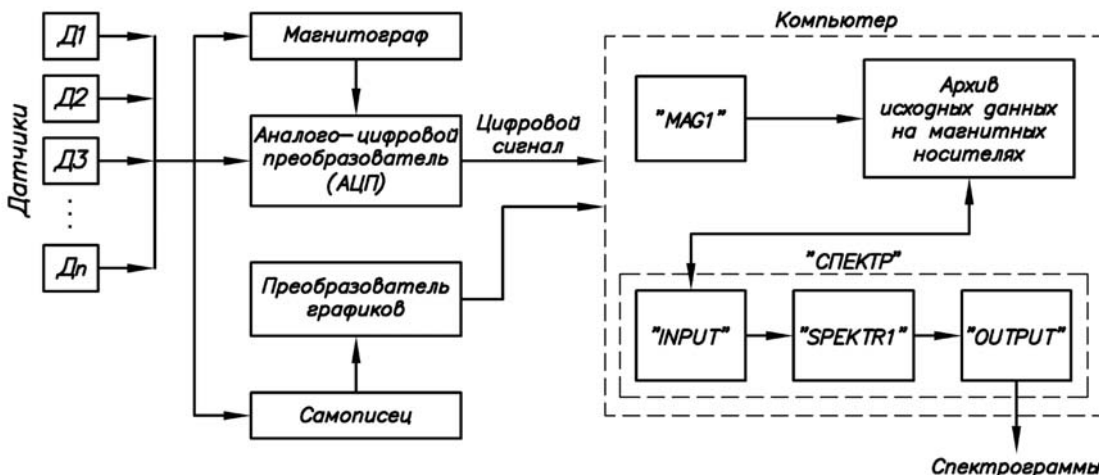 Датчики
Д1
Д2
Д3
Дп
Магнитограф
Аналого-цифровой
преобразователь
(АЦП)
Преобразователь
графиков
Самописец
Цифровой
сигнал
Компьютер
"MAG1"
Архив
исходных данных
на магнитных
носителях
"СПЕКТР"
"INPUT"
"SPEKTR1"
"OUTPUT"
Спектрограммы